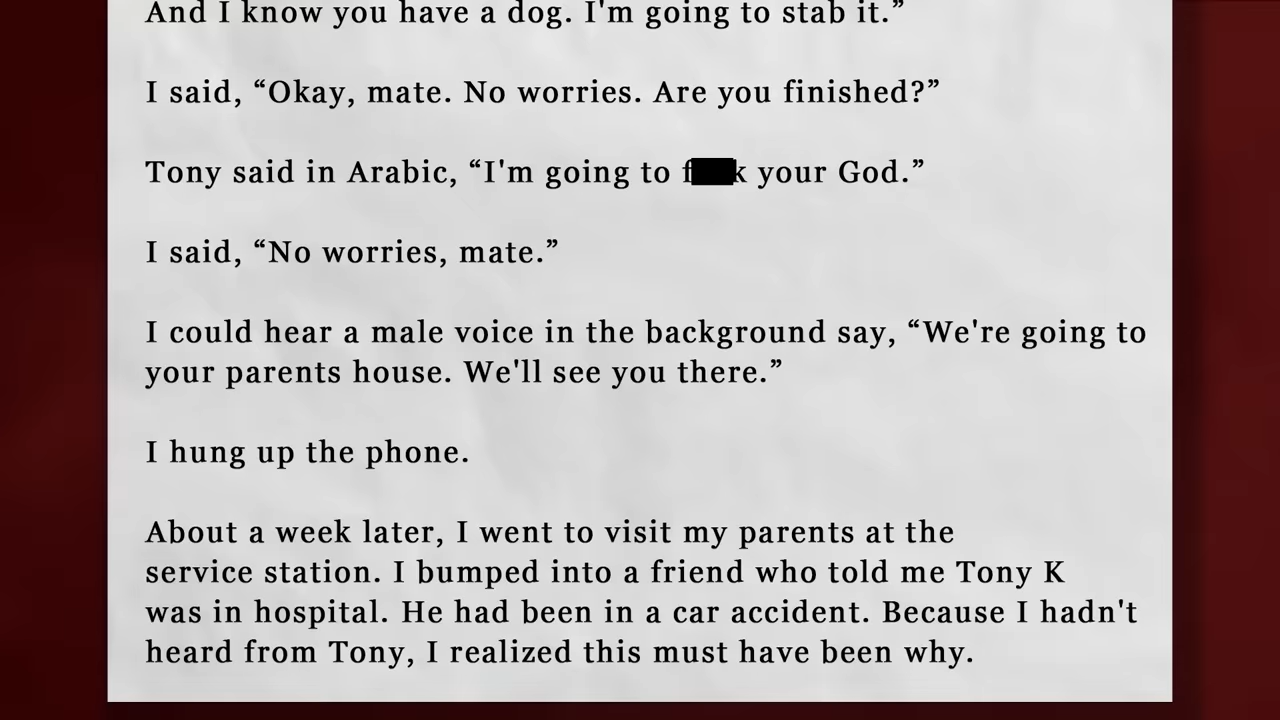 And I know you have a dog. I'm going to stab it.”
I said, “Okay, mate. No worries. Are you finished?”
Tony said in Arabic, “I'm going to f k your God.”
I said, “No worries, mate.”
I could hear a male voice in the background say, “We're going to
your parents house. We'll see you there.”
I hung up the phone.
About a week later, I went to visit my parents at the
service station. I bumped into a friend who told me Tony K
was in hospital. He had been in a car accident. Because I hadn't
heard from Tony, I realized this must have been why.